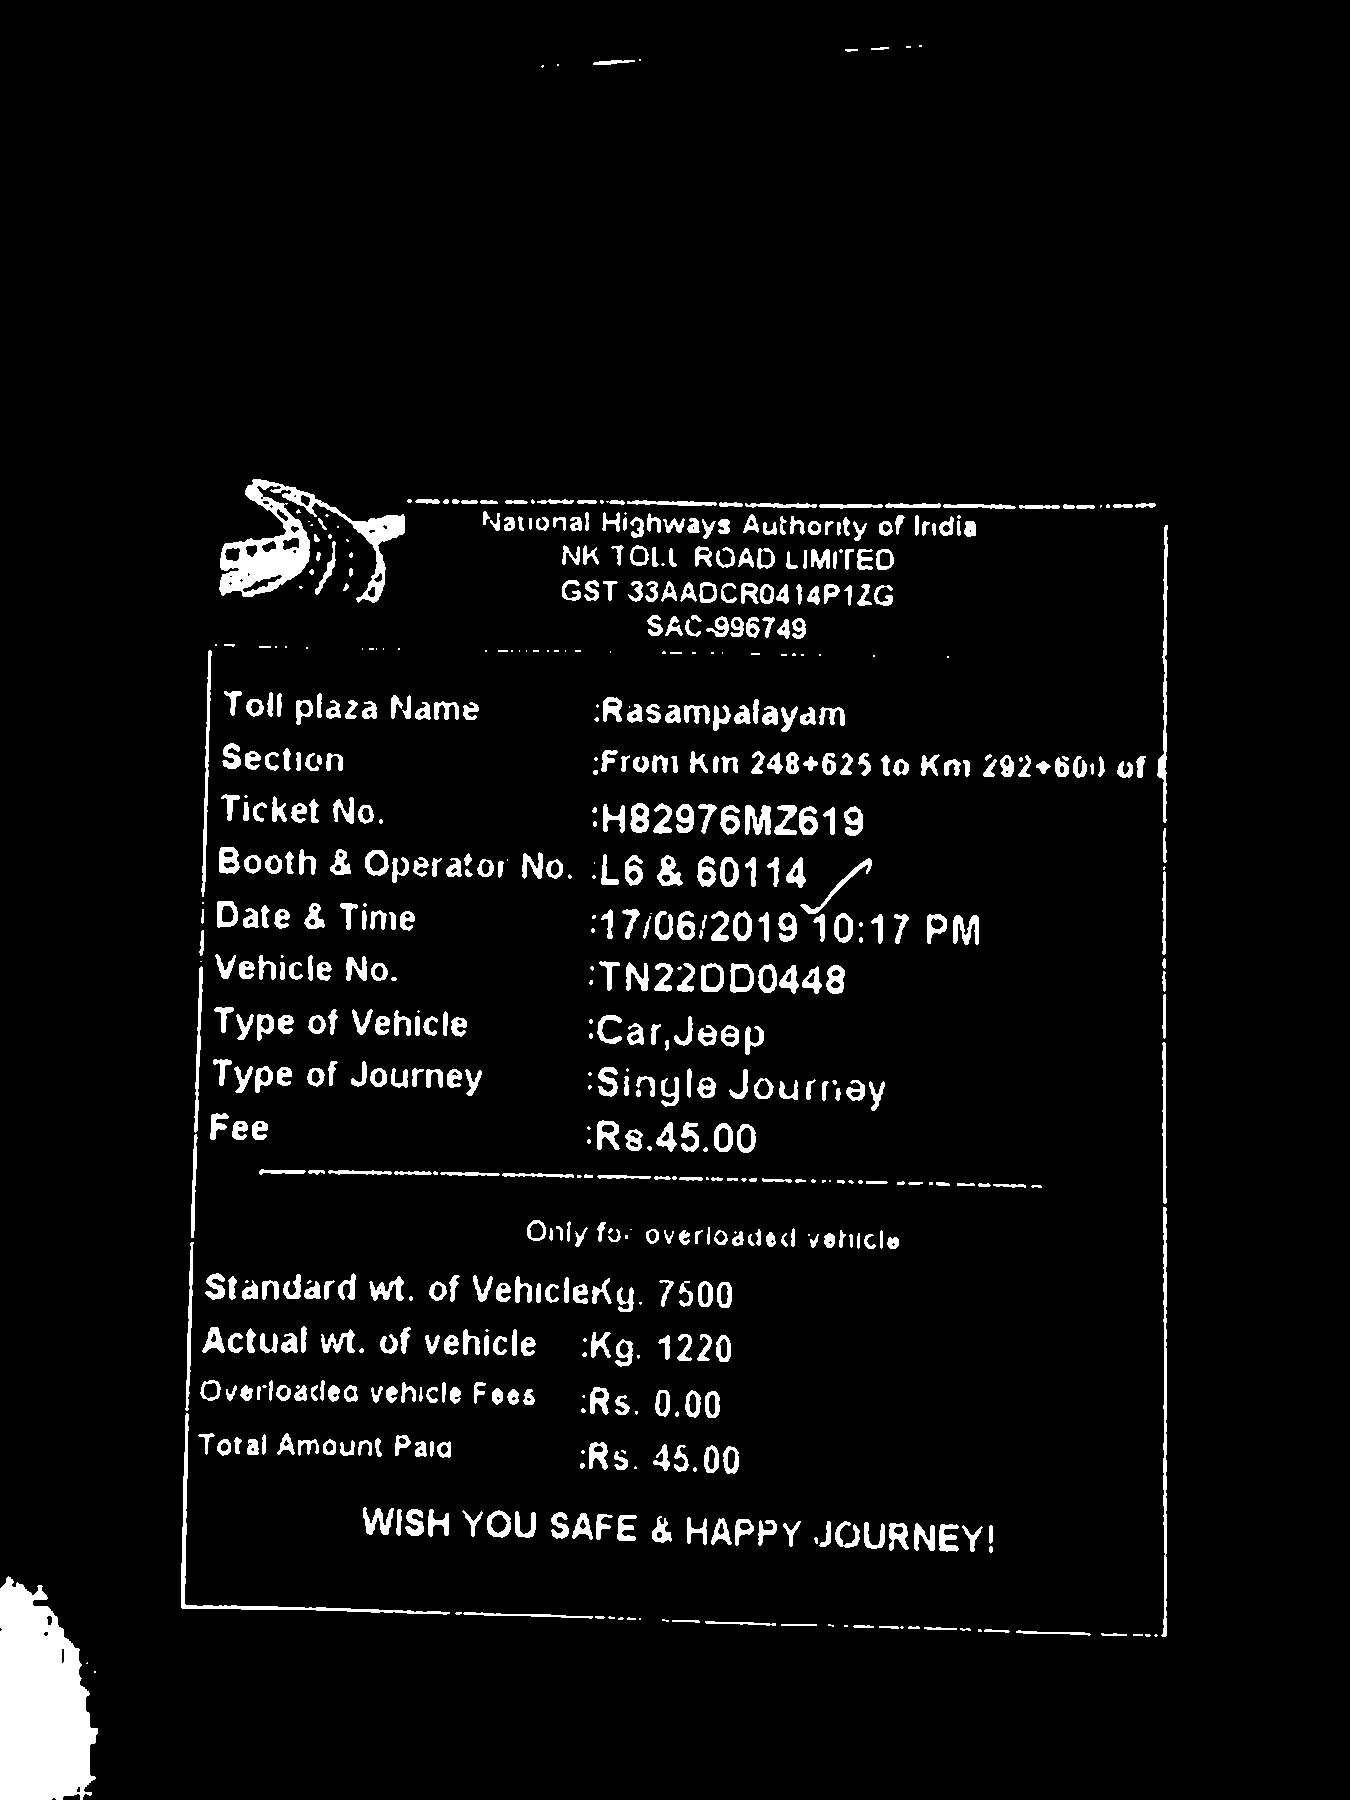 National Highways Authority of India
NK TOLL ROAD LIMITED
GST 33AADCR0414P1ZG
SAC-996749
Toll plaza Name :Rasampalayam
Section :From Km 248+625 to Km 292+600 of
Ticket No. :H82976MZ619
Booth & Operator No. :L6 & 60114
Date & Time :17/06/2019 10:17 PM
Vehicle No. :TN22DD0448
Type of Vehicle :Car,Jeep
Type of Journey :Single Journey
Fee :Rs.45.00
Only for overloaded vehicle
Standard wt. of Vehicle Kg. 7500
Actual wt. of vehicle :Kg. 1220
Overloaded vehicle Fees :Rs. 0.00
Total Amount Paid :Rs. 45.00
WISH YOU SAFE & HAPPY JOURNEY!